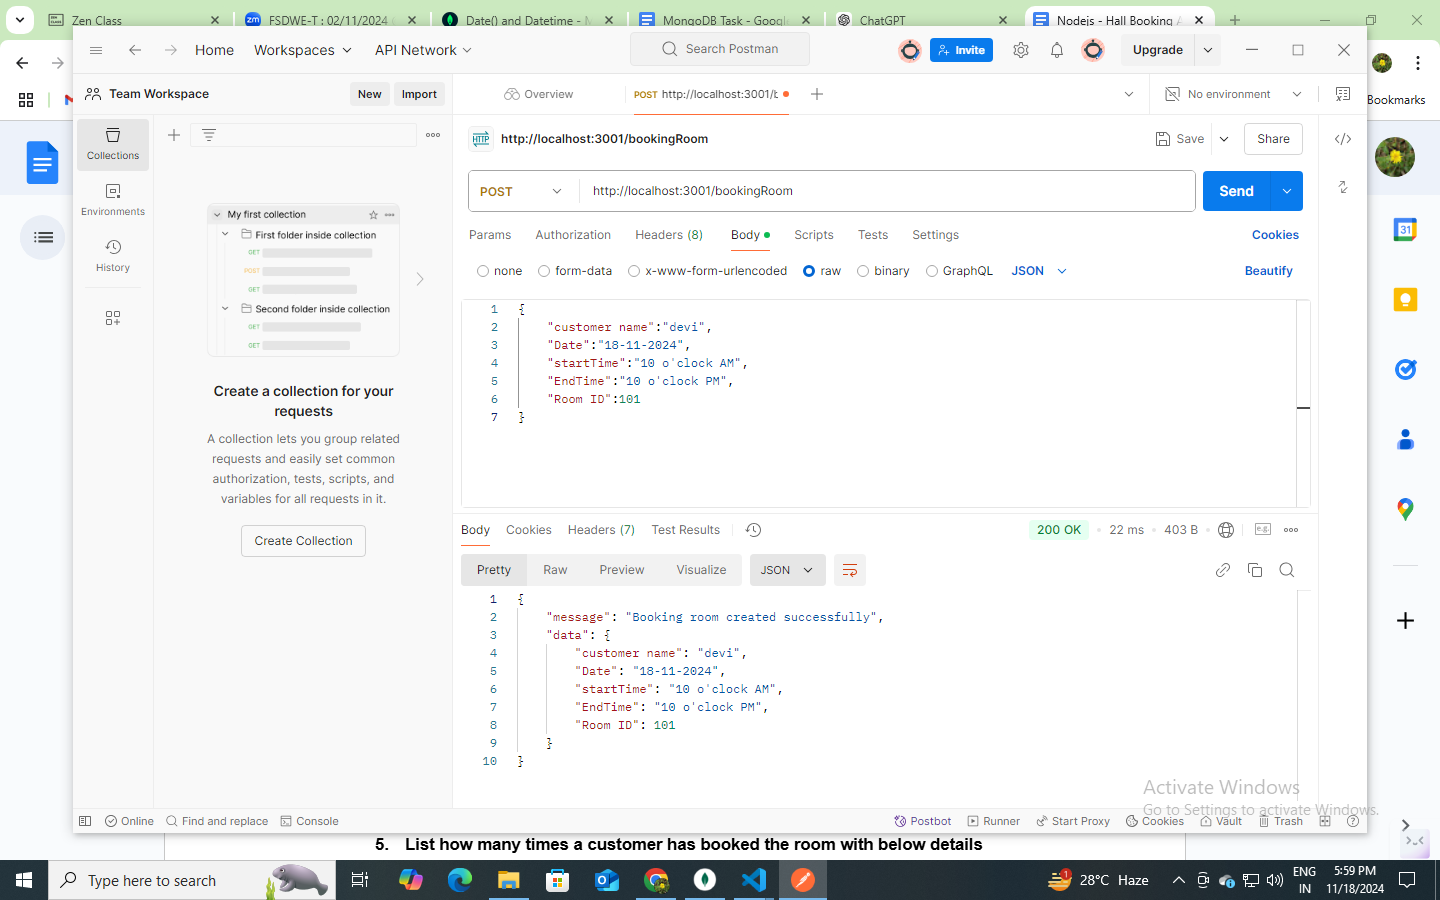 Zen Class
FSDWE-T : 02/11/2024
Date() and Datetime - M
MongoDB Task - Google
ChatGPT
Nodejs - Hall Booking A
Home
Workspaces
API Network
Search Postman
Invite
Upgrade
Bookmarks
Team Workspace
New
Import
Overview
POST http://localhost:3001/b
No environment
Collections
Environments
History
HTTP
http://localhost:3001/bookingRoom
Save
Share
POST
http://localhost:3001/bookingRoom
Send
Params
Authorization
Headers (8)
Body
Scripts
Tests
Settings
Cookies
none
form-data
x-www-form-urlencoded
raw
binary
GraphQL
JSON
Beautify
1 {
2 "customer name":"devi",
3 "Date":"18-11-2024",
4 "startTime":"10 o'clock AM",
5 "EndTime":"10 o'clock PM",
6 "Room ID":101
7 }
My first collection
First folder inside collection
GET
POST
GET
Second folder inside collection
GET
GET
Create a collection for your
requests
A collection lets you group related
requests and easily set common
authorization, tests, scripts, and
variables for all requests in it.
Create Collection
Body
Cookies
Headers (7)
Test Results
200 OK
22 ms
403 B
e.g.
Pretty
Raw
Preview
Visualize
JSON
1 {
2 "message": "Booking room created successfully",
3 "data": {
4 "customer name": "devi",
5 "Date": "18-11-2024",
6 "startTime": "10 o'clock AM",
7 "EndTime": "10 o'clock PM",
8 "Room ID": 101
9 }
10 }
Activate Windows
Go to Settings to activate Windows.
Online
Find and replace
Console
Postbot
Runner
Start Proxy
Cookies
Vault
Trash
31
5. List how many times a customer has booked the room with below details
Type here to search
1
28°C Haze
ENG
IN
5:59 PM
11/18/2024